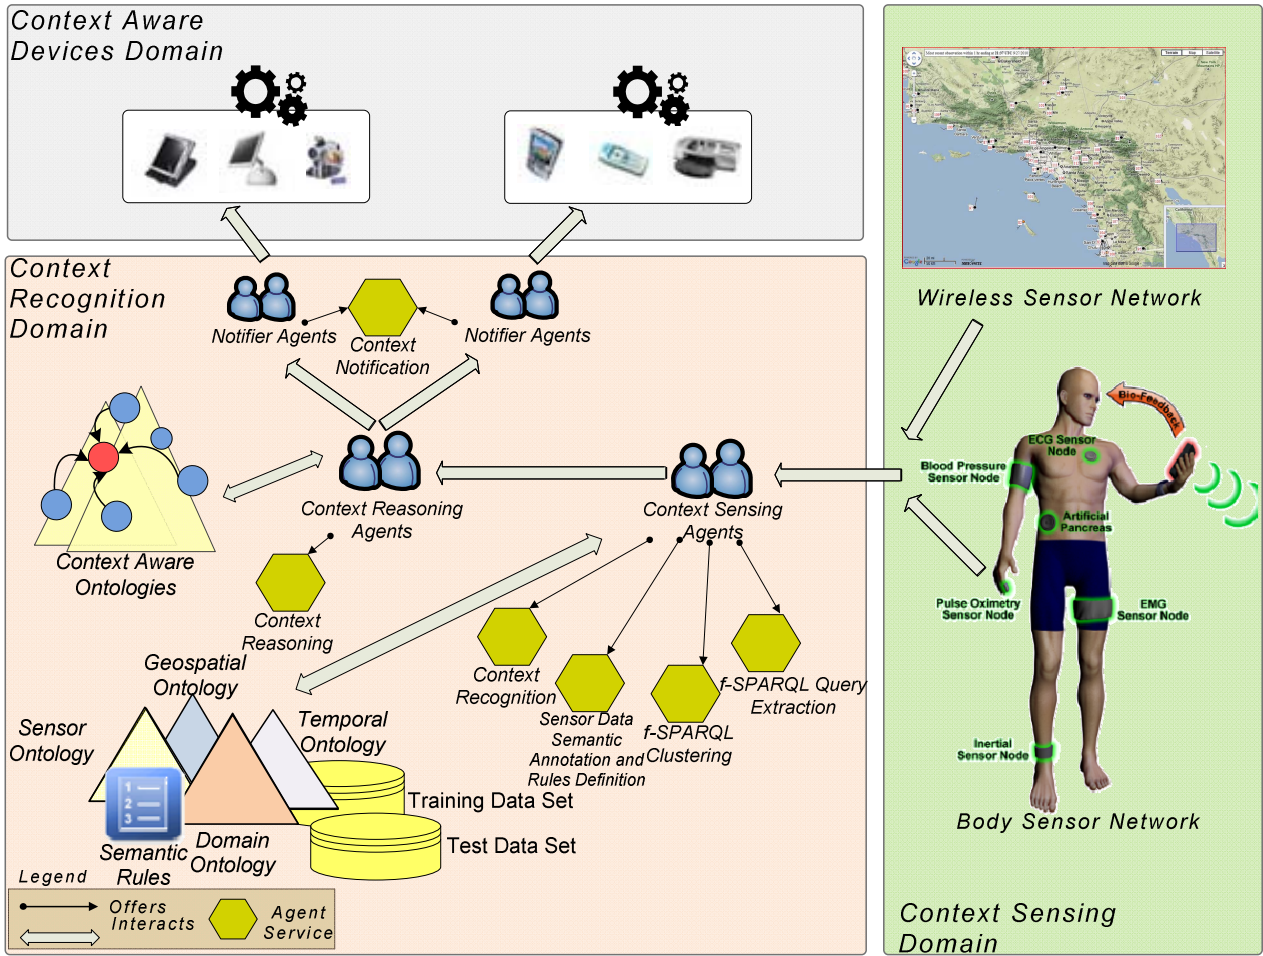 Context Aware
Devices Domain
Context
Recognition
Domain
Notifier Agents
Context
Notification
Notifier Agents
Context Reasoning
Agents
Context Sensing
Agents
Context Aware
Ontologies
Context
Reasoning
Geospatial
Ontology
Sensor
Ontology
Temporal
Ontology
Context
Recognition
Sensor Data
Semantic
Annotation and
Rules Definition
f-SPARQL
Clustering
f-SPARQL Query
Extraction
Training Data Set
Test Data Set
1
2
3
Semantic
Rules
Domain
Ontology
Legend
Offers
Interacts
Agent
Service
Wireless Sensor Network
Bio-Feedback
ECG Sensor
Node
Blood Pressure
Sensor Node
Artificial
Pancreas
Pulse Oximetry
Sensor Node
EMG
Sensor Node
Inertial
Sensor Node
Body Sensor Network
Context Sensing
Domain